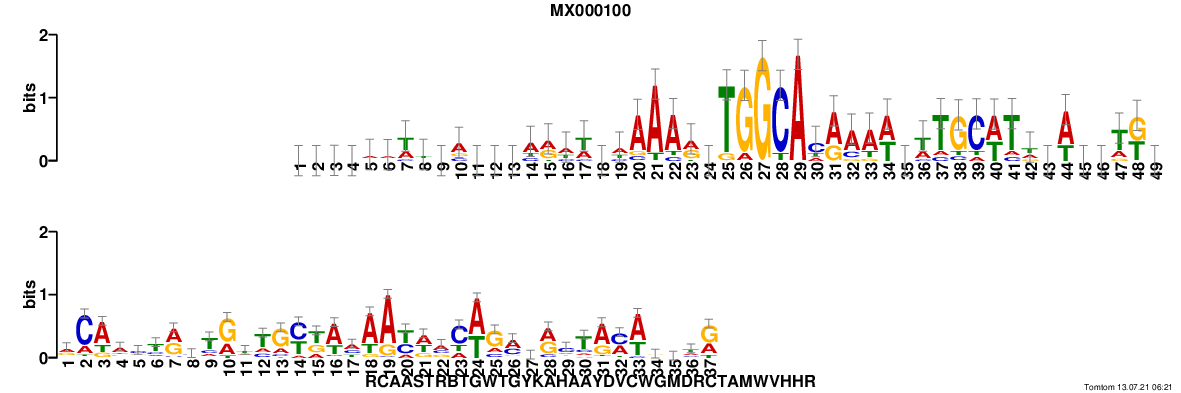 MX000100
2
1
0
bits
1 2 3 4 5 6 7 8 9 10 11 12 13 14 15 16 17 18 19 20 21 22 23 24 25 26 27 28 29 30 31 32 33 34 35 36 37 38 39 40 41 42 43 44 45 46 47 48 49
2
1
0
bits
1 2 3 4 5 6 7 8 9 10 11 12 13 14 15 16 17 18 19 20 21 22 23 24 25 26 27 28 29 30 31 32 33 34 35 36 37
RCAASTRBTGWTGYKAHAAYDVCWGMDRCTAMWVHHR
Tomtom 13.07.21 06:21